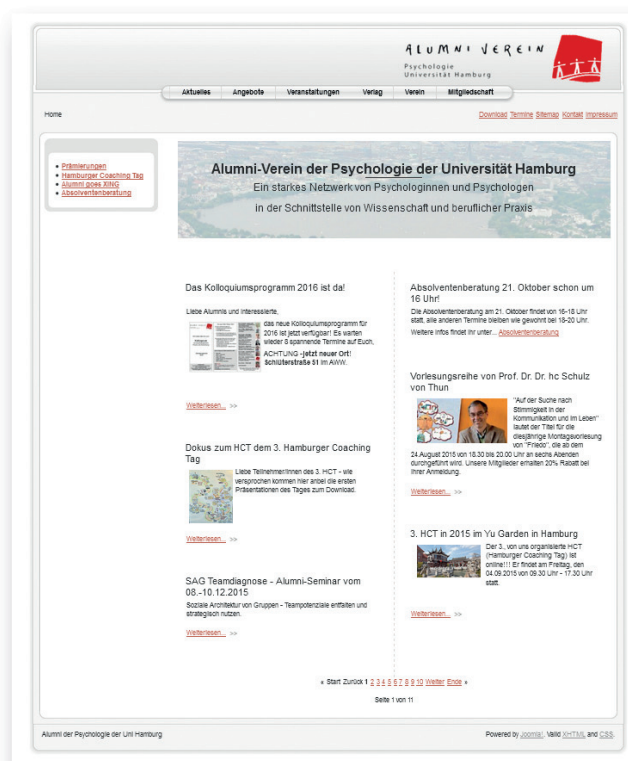 ALUMNI VEREIN
Psychologie
Universität Hamburg
Aktuelles Angebote Veranstaltungen Verlag Verein Mitgliedschaft
Home
Download Termine Sitemap Kontakt Impressum
Prämierungen
Hamburger Coaching Tag
Alumni goes XING
Absolventenberatung
Alumni-Verein der Psychologie der Universität Hamburg
Ein starkes Netzwerk von Psychologinnen und Psychologen
in der Schnittstelle von Wissenschaft und beruflicher Praxis
Das Kolloquiumsprogramm 2016 ist da!
Liebe Alumnis und Interessierte,
das neue Kolloquiumsprogramm für
2016 ist jetzt verfügbar! Es warten
wieder 8 spannende Termine auf Euch,
ACHTUNG -jetzt neuer Ort!
Schlüterstraße 51 im AWW.
Weiterlesen... >>
Dokus zum HCT dem 3. Hamburger Coaching
Tag
Liebe Teilnehmer/innen des 3. HCT - wie
versprochen kommen hier anbei die ersten
Präsentationen des Tages zum Download.
Weiterlesen... >>
SAG Teamdiagnose - Alumni-Seminar vom
08.-10.12.2015
Soziale Architektur von Gruppen - Teampotenziale entfalten und
strategisch nutzen.
Weiterlesen... >>
Absolventenberatung 21. Oktober schon um
16 Uhr!
Die Absolventenberatung am 21. Oktober findet von 16-18 Uhr
statt, alle anderen Termine bleiben wie gewohnt bei 18-20 Uhr.
Weitere Infos findet ihr unter... Absolventenberatung
Vorlesungsreihe von Prof. Dr. Dr. hc Schulz
von Thun
"Auf der Suche nach
Stimmigkeit in der
Kommunikation und im Leben"
lautet der Titel für die
diesjährige Montagsvorlesung
von "Friedo", die ab dem
24.August 2015 von 18.30 bis 20.00 Uhr an sechs Abenden
durchgeführt wird. Unsere Mitglieder erhalten 20% Rabatt bei
ihrer Anmeldung.
Weiterlesen... >>
3. HCT in 2015 im Yu Garden in Hamburg
Der 3., von uns organisierte HCT
(Hamburger Coaching Tag) ist
online!!! Er findet am Freitag, den
04.09.2015 von 09.30 Uhr - 17.30 Uhr
statt.
Weiterlesen... >>
« Start Zurück 1 2 3 4 5 6 7 8 9 10 Weiter Ende »
Seite 1 von 11
Alumni der Psychologie der Uni Hamburg
Powered by Joomla!. Valid XHTML and CSS.